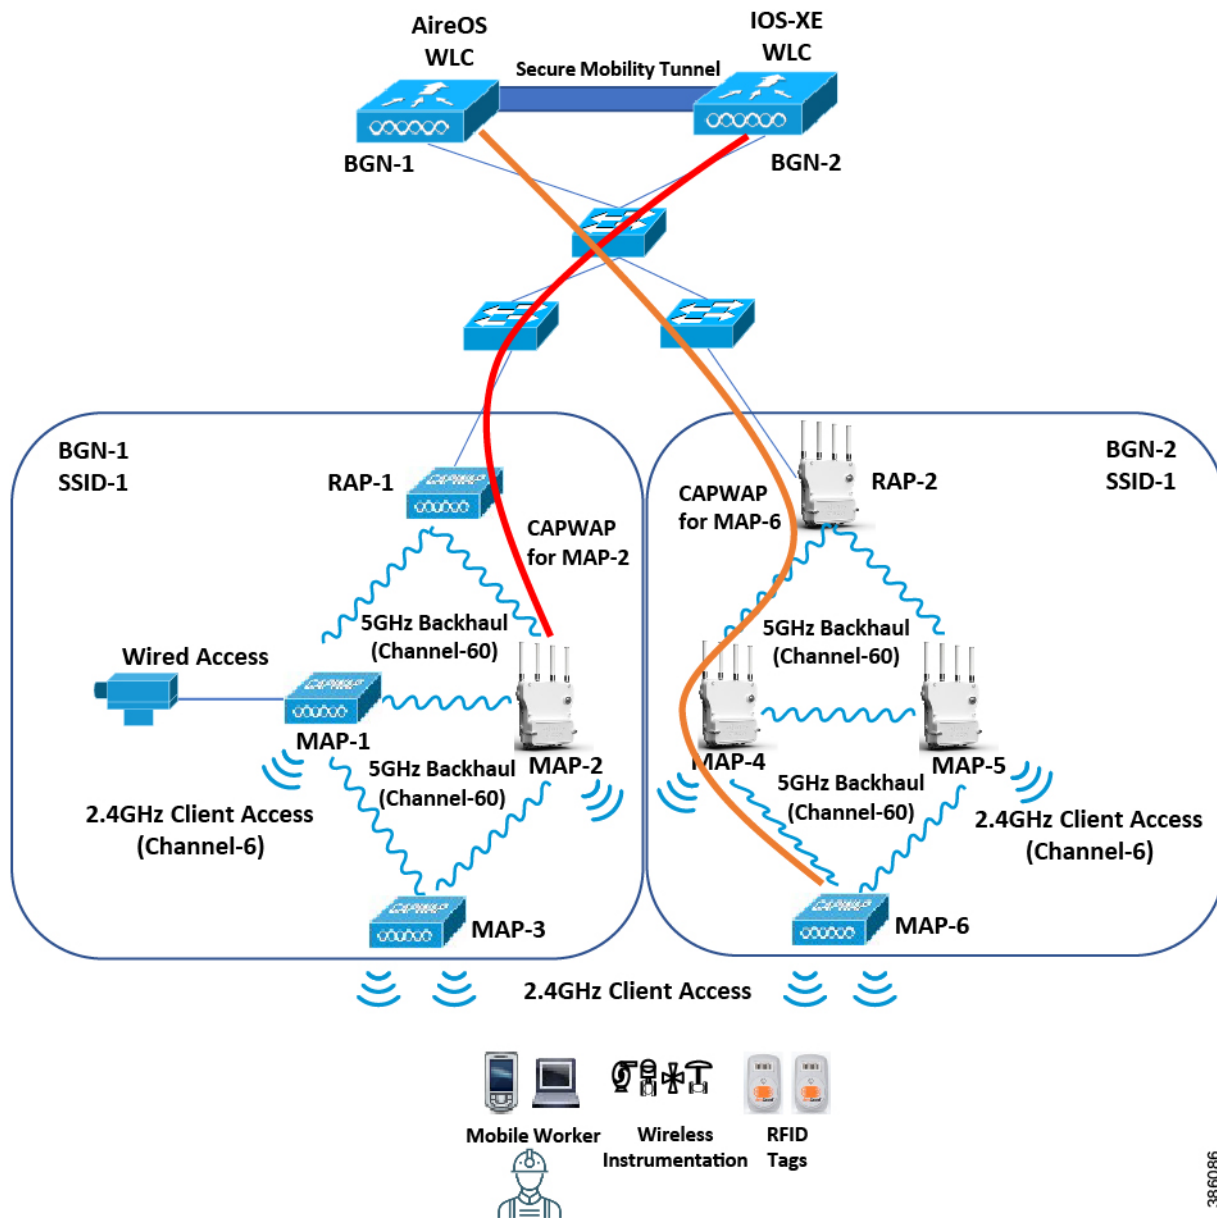 AireOS
WLC
IOS-XE
WLC
Secure Mobility Tunnel
BGN-1
BGN-2
BGN-1
SSID-1
RAP-1
CAPWAP
for MAP-2
CAPWAP
for MAP-6
RAP-2
BGN-2
SSID-1
5GHz Backhaul
(Channel-60)
5GHz Backhaul
(Channel-60)
Wired Access
MAP-1
MAP-2
MAP-4
MAP-5
5GHz Backhaul
(Channel-60)
5GHz Backhaul
(Channel-60)
2.4GHz Client Access
(Channel-6)
2.4GHz Client Access
(Channel-6)
MAP-3
MAP-6
2.4GHz Client Access
Mobile Worker
Wireless
Instrumentation
RFID
Tags
386086